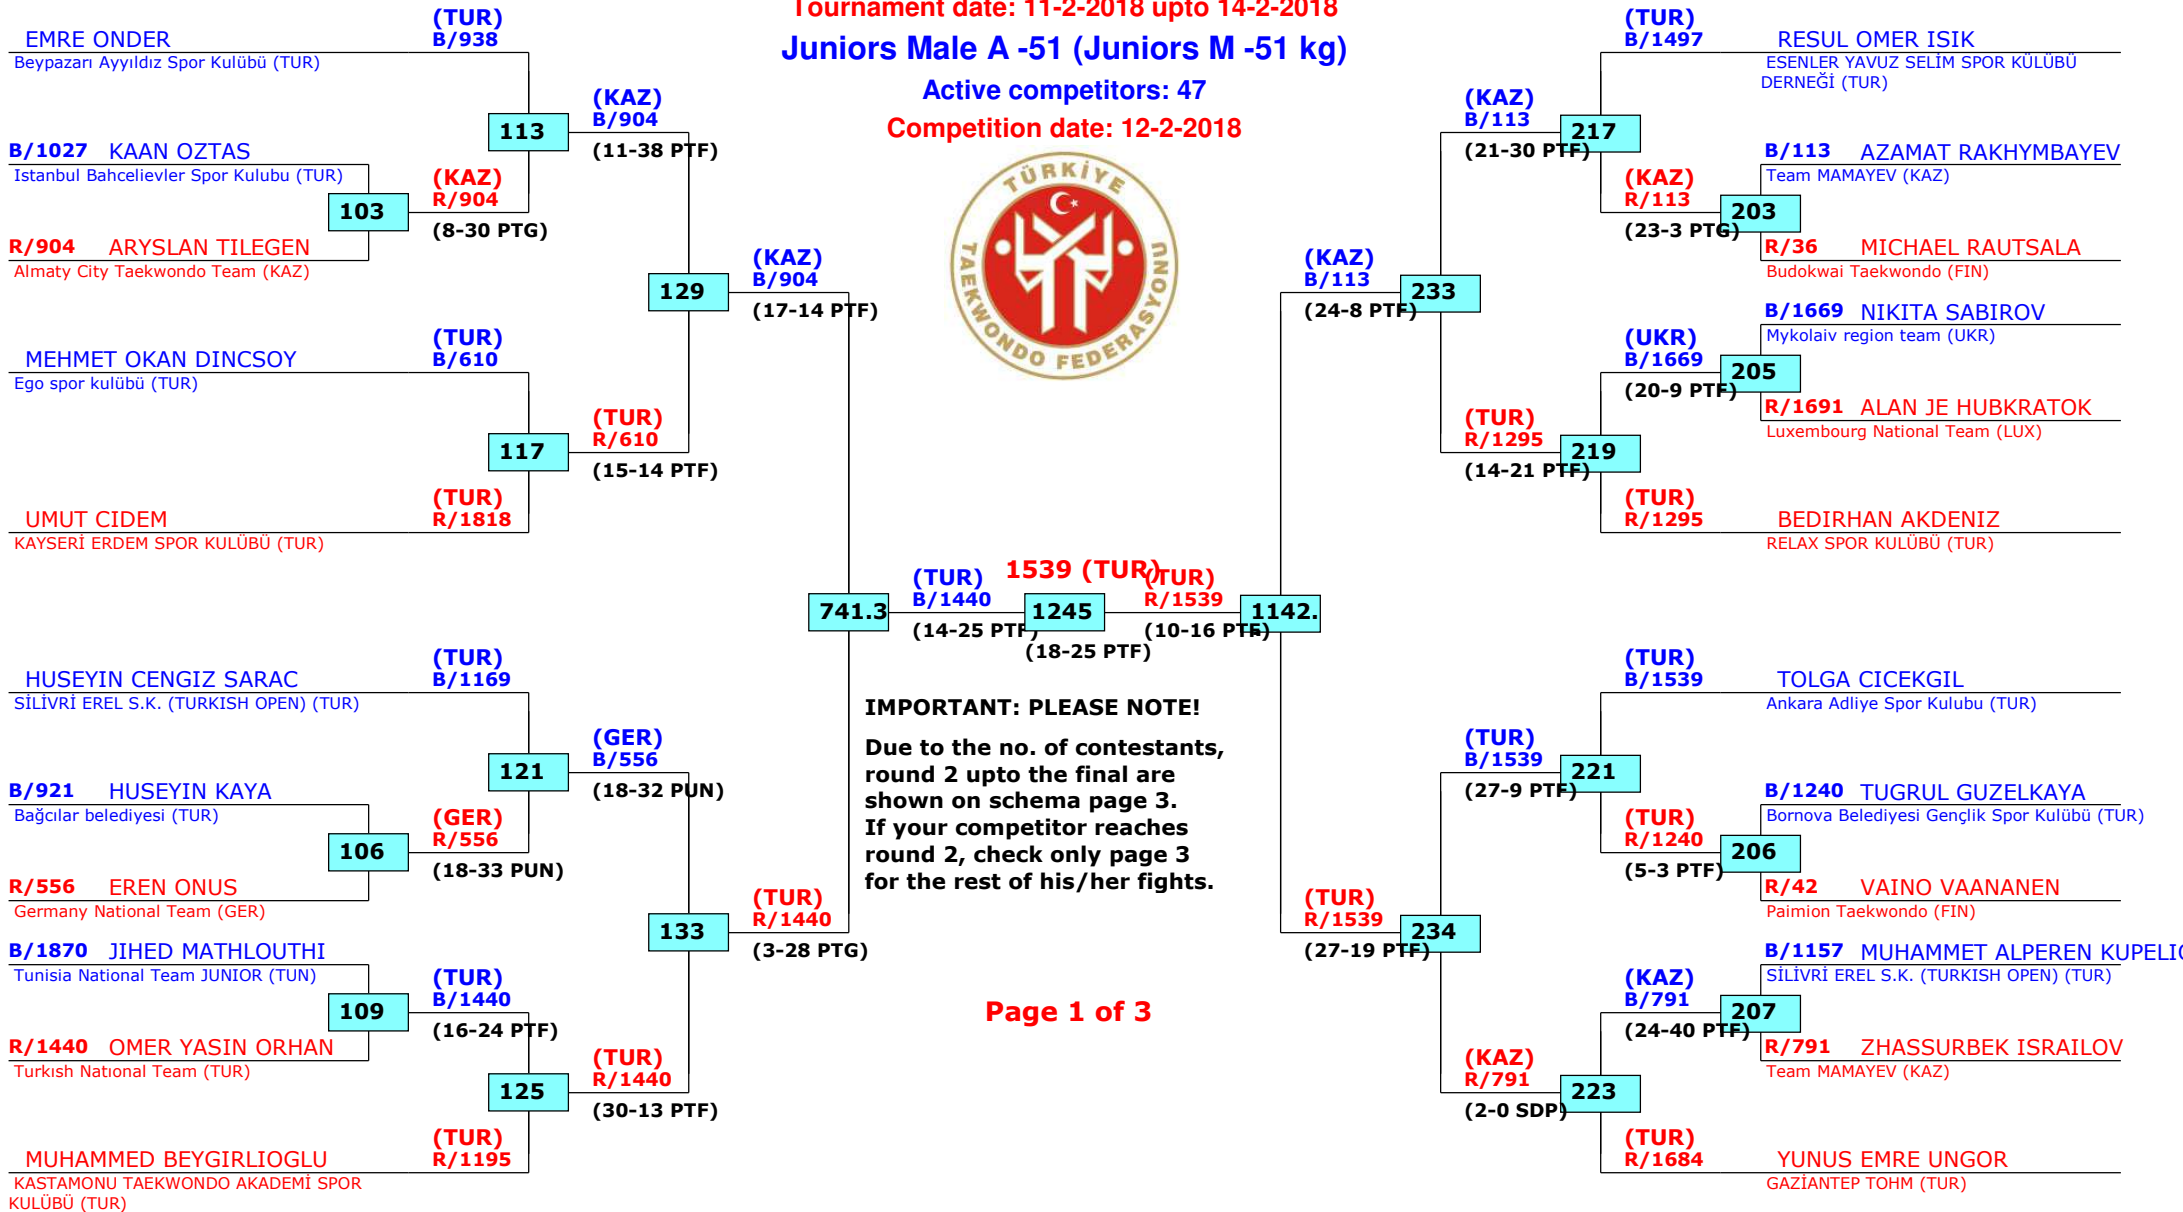 Tournament date: 11-2-2018 upto 14-2-2018
Juniors Male A -51 (Juniors M -51 kg)
Active competitors: 47
Competition date: 12-2-2018
TÜRKİYE
TAEKWONDO FEDERASYONU
EMRE ONDER
Beypazarı Ayyıldız Spor Kulübü (TUR)
(TUR)
B/938
113
(KAZ)
B/904
(11-38 PTF)
B/1027 KAAN OZTAS
Istanbul Bahcelievler Spor Kulubu (TUR)
103
(KAZ)
R/904
(8-30 PTG)
R/904 ARYSLAN TILEGEN
Almaty City Taekwondo Team (KAZ)
129
(KAZ)
B/904
(17-14 PTF)
MEHMET OKAN DINCSOY
Ego spor kulübü (TUR)
(TUR)
B/610
117
(TUR)
R/610
(15-14 PTF)
UMUT CIDEM
KAYSERİ ERDEM SPOR KULÜBÜ (TUR)
(TUR)
R/1818
741.3
(TUR)
B/1440
(14-25 PTF)
1539 (TUR)
1245
(18-25 PTF)
(TUR)
R/1539
(10-16 PTF)
1142.
HUSEYIN CENGIZ SARAC
SİLİVRİ EREL S.K. (TURKISH OPEN) (TUR)
(TUR)
B/1169
121
(GER)
B/556
(18-32 PUN)
B/921 HUSEYIN KAYA
Bağcılar belediyesi (TUR)
106
(GER)
R/556
(18-33 PUN)
R/556 EREN ONUS
Germany National Team (GER)
133
(TUR)
R/1440
(3-28 PTG)
B/1870 JIHED MATHLOUTHI
Tunisia National Team JUNIOR (TUN)
109
(TUR)
B/1440
(16-24 PTF)
R/1440 OMER YASIN ORHAN
Turkısh Natıonal Team (TUR)
125
(TUR)
R/1440
(30-13 PTF)
MUHAMMED BEYGIRLIOGLU
KASTAMONU TAEKWONDO AKADEMİ SPOR
KULÜBÜ (TUR)
(TUR)
R/1195
IMPORTANT: PLEASE NOTE!
Due to the no. of contestants,
round 2 upto the final are
shown on schema page 3.
If your competitor reaches
round 2, check only page 3
for the rest of his/her fights.
Page 1 of 3
(TUR)
B/1497
RESUL OMER ISIK
ESENLER YAVUZ SELİM SPOR KÜLÜBÜ
DERNEĞİ (TUR)
(KAZ)
B/113
(21-30 PTF)
217
B/113 AZAMAT RAKHYMBAYEV
Team MAMAYEV (KAZ)
(KAZ)
R/113
(23-3 PTG)
203
R/36 MICHAEL RAUTSALA
Budokwai Taekwondo (FIN)
(KAZ)
B/113
(24-8 PTF)
233
B/1669 NIKITA SABIROV
Mykolaiv region team (UKR)
(UKR)
B/1669
(20-9 PTF)
205
R/1691 ALAN JE HUBKRATOK
Luxembourg National Team (LUX)
(TUR)
R/1295
(14-21 PTF)
219
(TUR)
R/1295
BEDIRHAN AKDENIZ
RELAX SPOR KULÜBÜ (TUR)
(TUR)
B/1539
TOLGA CICEKGIL
Ankara Adliye Spor Kulubu (TUR)
(TUR)
B/1539
(27-9 PTF)
221
B/1240 TUGRUL GUZELKAYA
Bornova Belediyesi Gençlik Spor Kulübü (TUR)
(TUR)
R/1240
(5-3 PTF)
206
R/42 VAINO VAANANEN
Paimion Taekwondo (FIN)
(TUR)
R/1539
(27-19 PTF)
234
B/1157 MUHAMMET ALPEREN
SİLİVRİ EREL S.K. (TURKISH OPEN) (TUR)
(KAZ)
B/791
(24-40 PTF)
207
R/791 ZHASSURBEK ISRAILOV
Team MAMAYEV (KAZ)
(KAZ)
R/791
(2-0 SDP)
223
(TUR)
R/1684
YUNUS EMRE UNGOR
GAZİANTEP TOHM (TUR)